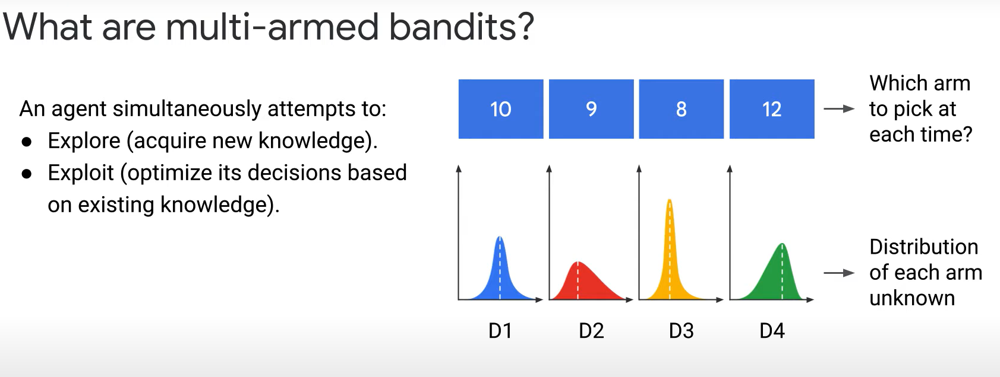 What are multi-armed bandits?
An agent simultaneously attempts to:
● Explore (acquire new knowledge).
● Exploit (optimize its decisions based
on existing knowledge).
10 9 8 12
Which arm
to pick at
each time?
Distribution
of each arm
unknown
D1 D2 D3 D4